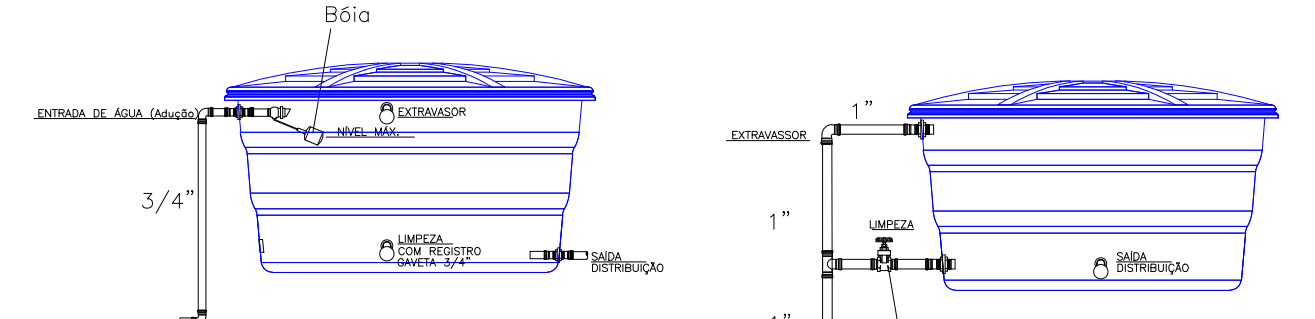 Bóia
ENTRADA DE ÁGUA (Adução)
EXTRAVASOR
NÍVEL MÁX.
3/4"
LIMPEZA
COM REGISTRO
GAVETA 3/4"
SAÍDA
DISTRIBUIÇÃO
1"
EXTRAVASSOR
1"
LIMPEZA
SAÍDA
DISTRIBUIÇÃO
1"